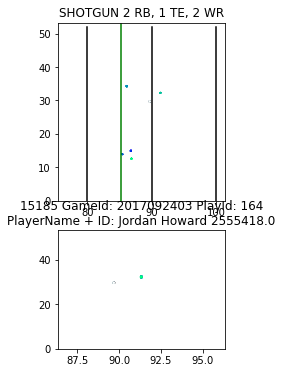 SHOTGUN 2 RB, 1 TE, 2 WR
50
40
30
20
10
0
80 90 100
15185 GameId: 2017092403 PlayId: 164
PlayerName + ID: Jordan Howard 2555418.0
40
20
0
87.5 90.0 92.5 95.0